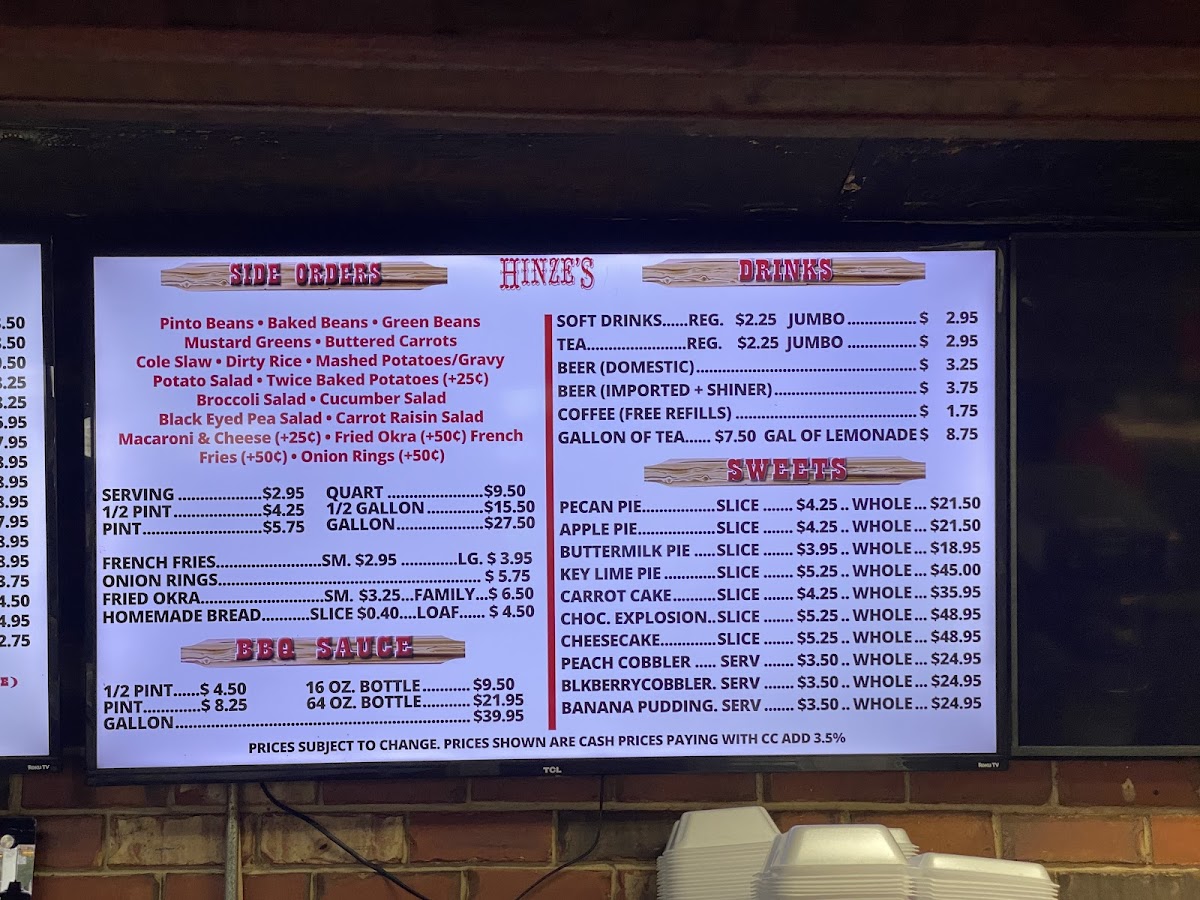 SIDE ORDERS
HINZE'S
DRINKS
Pinto Beans • Baked Beans • Green Beans
Mustard Greens • Buttered Carrots
Cole Slaw • Dirty Rice • Mashed Potatoes/Gravy
Potato Salad • Twice Baked Potatoes (+25¢)
Broccoli Salad • Cucumber Salad
Black Eyed Pea Salad • Carrot Raisin Salad
Macaroni & Cheese (+25¢) • Fried Okra (+50¢) French
Fries (+50¢) • Onion Rings (+50¢)
SERVING ......................$2.95 QUART ......................$9.50
1/2 PINT.......................$4.25 1/2 GALLON.............$15.50
PINT..............................$5.75 GALLON....................$27.50
FRENCH FRIES.......................SM. $2.95 ............LG. $ 3.95
ONION RINGS......................................................... $ 5.75
FRIED OKRA...........................SM. $3.25...FAMILY...$ 6.50
HOMEMADE BREAD..........SLICE $0.40....LOAF...... $ 4.50
BBQ SAUCE
1/2 PINT......$ 4.50 16 OZ. BOTTLE........... $9.50
PINT.............$ 8.25 64 OZ. BOTTLE.......... $21.95
GALLON................................................................ $39.95
SOFT DRINKS......REG. $2.25 JUMBO ................ $ 2.95
TEA......................REG. $2.25 JUMBO ................ $ 2.95
BEER (DOMESTIC)................................................ $ 3.25
BEER (IMPORTED + SHINER)............................... $ 3.75
COFFEE (FREE REFILLS) ........................................ $ 1.75
GALLON OF TEA...... $7.50 GAL OF LEMONADE $ 8.75
SWEETS
PECAN PIE.................SLICE ....... $4.25 .. WHOLE... $21.50
APPLE PIE..................SLICE ....... $4.25 .. WHOLE... $21.50
BUTTERMILK PIE .....SLICE ....... $3.95 .. WHOLE... $18.95
KEY LIME PIE ............SLICE ....... $5.25 .. WHOLE... $45.00
CARROT CAKE..........SLICE ....... $4.25 .. WHOLE... $35.95
CHOC. EXPLOSION..SLICE ....... $5.25 .. WHOLE... $48.95
CHEESECAKE.............SLICE ....... $5.25 .. WHOLE... $48.95
PEACH COBBLER ..... SERV ....... $3.50 .. WHOLE... $24.95
BLKBERRYCOBBLER. SERV ....... $3.50 .. WHOLE... $24.95
BANANA PUDDING. SERV ....... $3.50 .. WHOLE... $24.95
PRICES SUBJECT TO CHANGE. PRICES SHOWN ARE CASH PRICES PAYING WITH CC ADD 3.5%
TCL
Roku TV
Roku TV